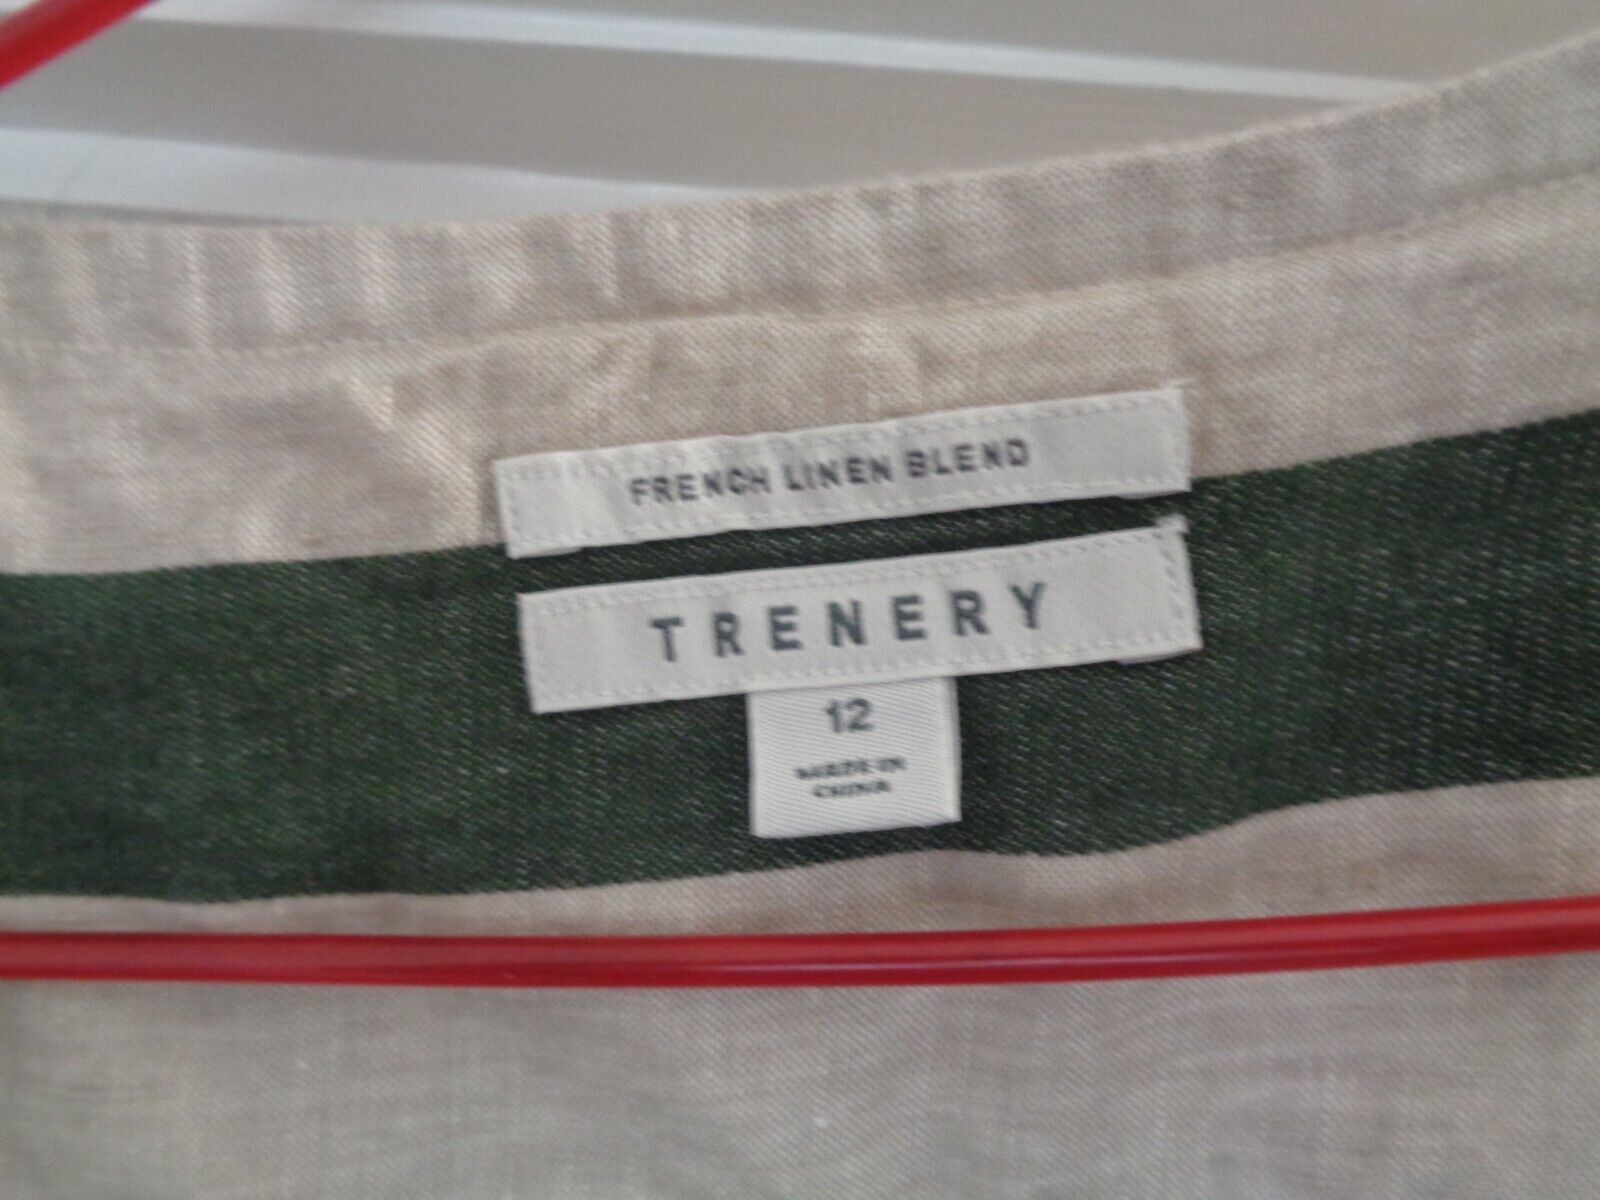 FRENCH LINEN BLEND
TRENERY
12
MADE IN
CHINA